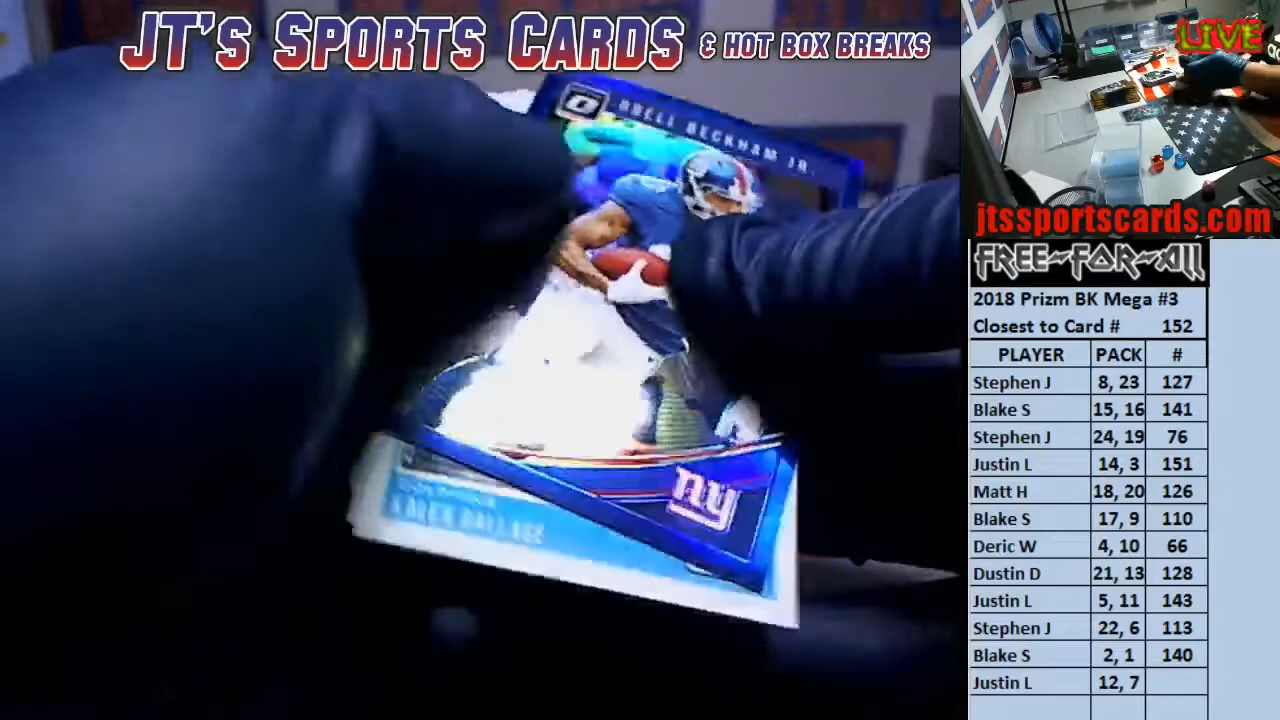 JT's Sports Cards & Hot Box Breaks
LIVE
ODELL BECKHAM JR.
ny
KALEN BALLAGE
jtssportscards.com
FREE-FOR-ALL
2018 Prizm BK Mega #3
Closest to Card # 152
PLAYER PACK #
Stephen J 8, 23 127
Blake S 15, 16 141
Stephen J 24, 19 76
Justin L 14, 3 151
Matt H 18, 20 126
Blake S 17, 9 110
Deric W 4, 10 66
Dustin D 21, 13 128
Justin L 5, 11 143
Stephen J 22, 6 113
Blake S 2, 1 140
Justin L 12, 7